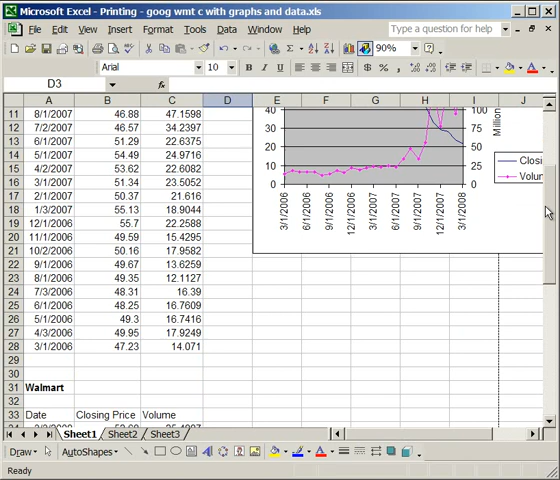 Microsoft Excel - Printing - goog wmt c with graphs and data.xls
File Edit View Insert Format Tools Data Window Help Type a question for help
Σ 90%
Arial 10 B I U $ %
D3 fx
A B C D E F G H I J
11 8/1/2007 46.88 47.1598
12 7/2/2007 46.57 34.2397
13 6/1/2007 51.29 22.6375
14 5/1/2007 54.49 24.9716
15 4/2/2007 53.62 22.6082
16 3/1/2007 51.34 23.5052
17 2/1/2007 50.37 21.616
18 1/3/2007 55.13 18.9044
19 12/1/2006 55.7 22.2588
20 11/1/2006 49.59 15.4295
21 10/2/2006 50.16 17.9582
22 9/1/2006 49.67 13.6259
23 8/1/2006 49.35 12.1127
24 7/3/2006 48.31 16.39
25 6/1/2006 48.25 16.7609
26 5/1/2006 49.3 16.7416
27 4/3/2006 49.95 17.9249
28 3/1/2006 47.23 14.071
29
30
31 Walmart
32
33 Date Closing Price Volume
40 100
30 75
20 50
10 25
0 0
Million
3/1/2006 6/1/2006 9/1/2006 12/1/2006 3/1/2007 6/1/2007 9/1/2007 12/1/2007 3/1/2008
Closi
Volun
Sheet1 Sheet2 Sheet3
Draw AutoShapes
Ready